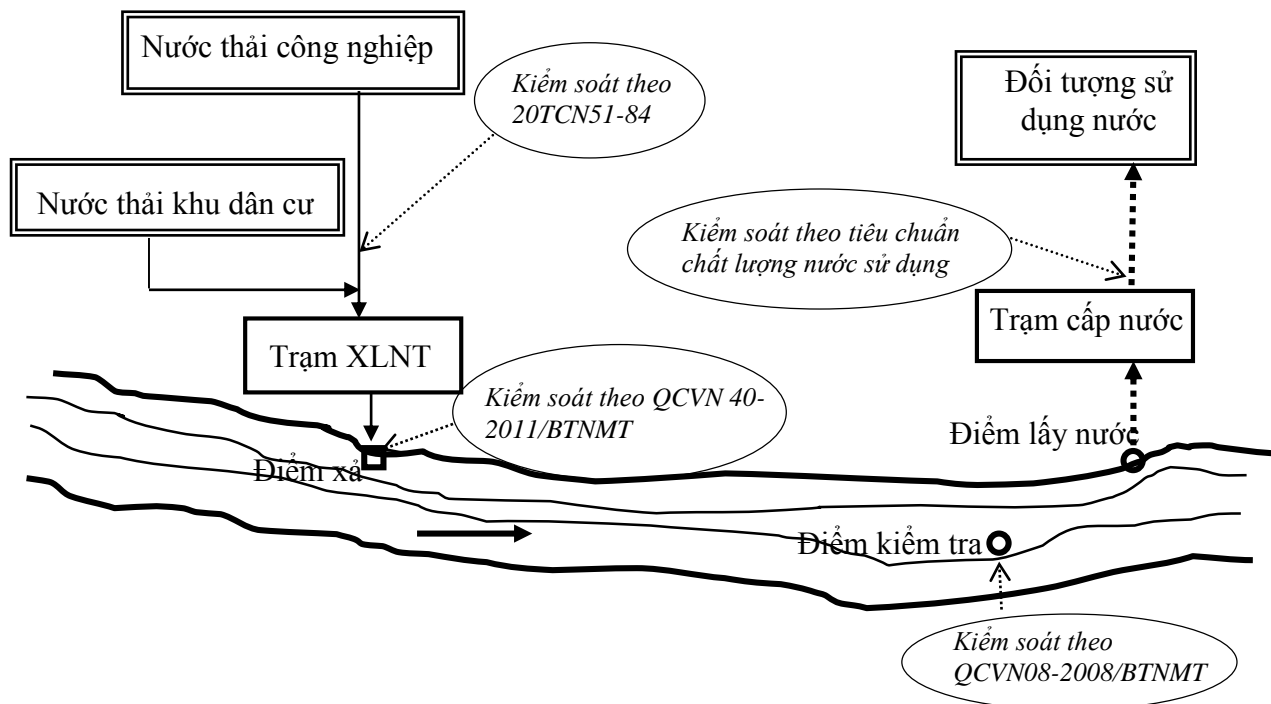 Nước thải công nghiệp
Kiểm soát theo
20TCN51-84
Đối tượng sử
dụng nước
Nước thải khu dân cư
Kiểm soát theo tiêu chuẩn
chất lượng nước sử dụng
Trạm XLNT
Trạm cấp nước
Kiểm soát theo QCVN 40-
2011/BTNMT
Điểm lấy nước
Điểm xả
Điểm kiểm tra
Kiểm soát theo
QCVN08-2008/BTNMT